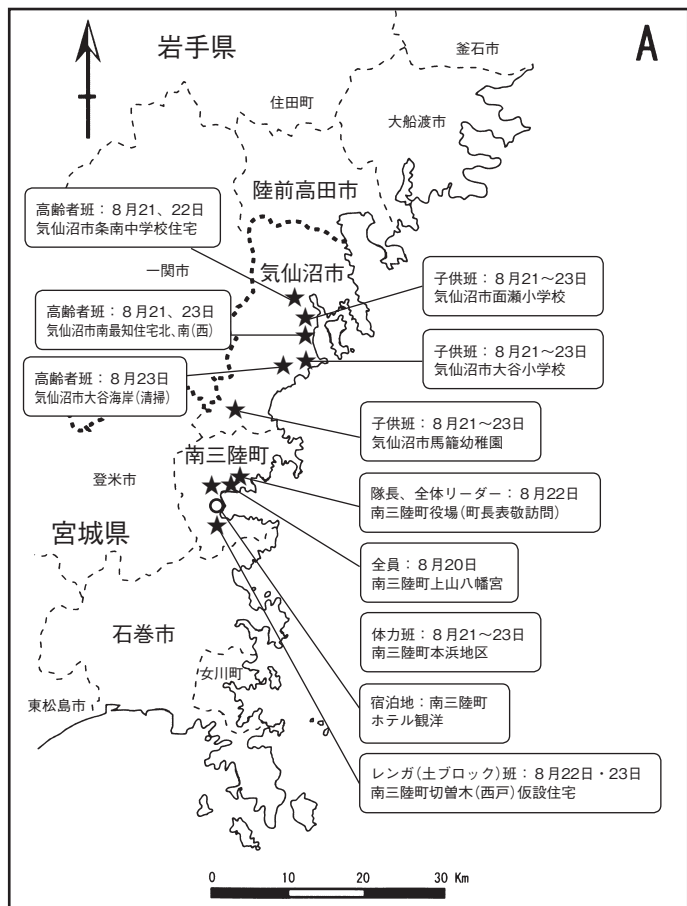 A
岩手県
釜石市
住田町
大船渡市
陸前高田市
高齢者班：８月21、22日
気仙沼市条南中学校住宅
一関市
気仙沼市
子供班：８月21～23日
気仙沼市面瀬小学校
高齢者班：８月21、23日
気仙沼市南最知住宅北、南（西）
子供班：８月21～23日
気仙沼市大谷小学校
高齢者班：８月23日
気仙沼市大谷海岸（清掃）
子供班：８月21～23日
気仙沼市馬籠幼稚園
南三陸町
登米市
隊長、全体リーダー：８月22日
南三陸町役場（町長表敬訪問）
宮城県
全員：８月20日
南三陸町上山八幡宮
石巻市
体力班：８月21～23日
南三陸町本浜地区
女川町
東松島市
宿泊地：南三陸町
ホテル観洋
レンガ（土ブロック）班：８月22日・23日
南三陸町切曽木（西戸）仮設住宅
0 10 20 30 Km